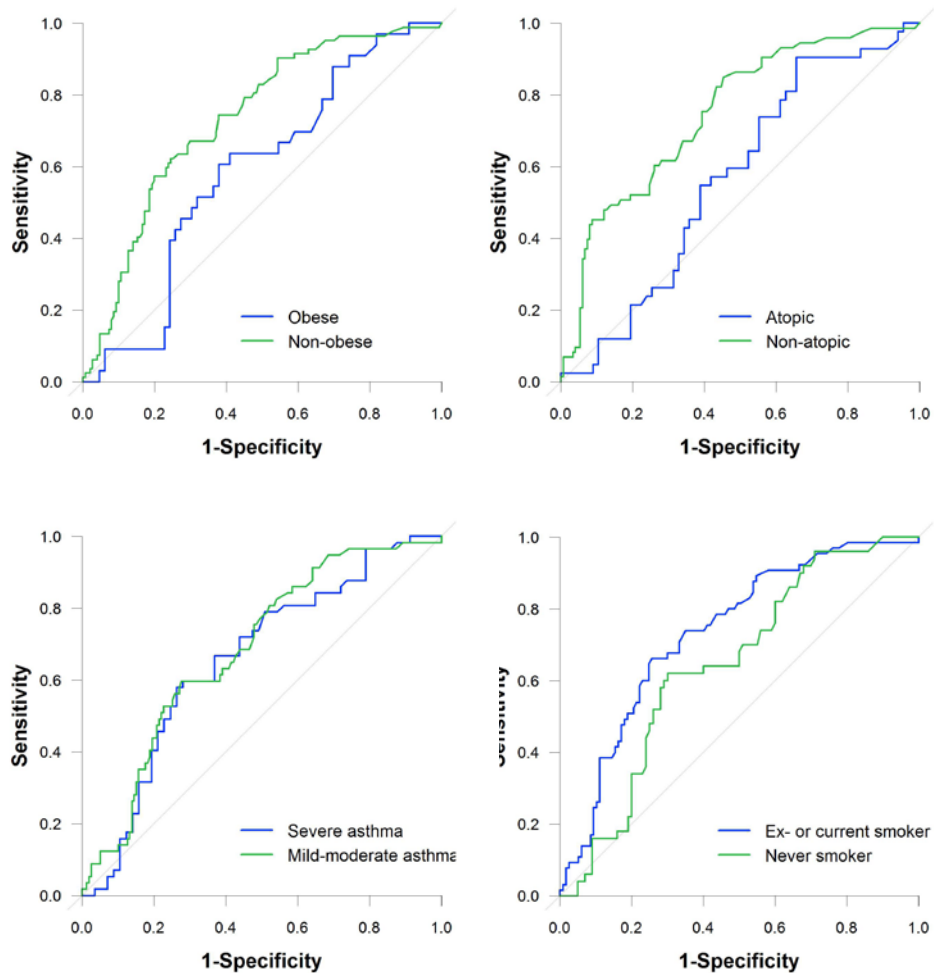 1.0
0.8
0.6
0.4
0.2
0.0
Sensitivity
Obese
Non-obese
0.0 0.2 0.4 0.6 0.8 1.0
1-Specificity
1.0
0.8
0.6
0.4
0.2
0.0
Sensitivity
Atopic
Non-atopic
0.0 0.2 0.4 0.6 0.8 1.0
1-Specificity
1.0
0.8
0.6
0.4
0.2
0.0
Sensitivity
Severe asthma
Mild-moderate asthma
0.0 0.2 0.4 0.6 0.8 1.0
1-Specificity
1.0
0.8
0.6
0.4
0.2
0.0
Sensitivity
Ex- or current smoker
Never smoker
0.0 0.2 0.4 0.6 0.8 1.0
1-Specificity